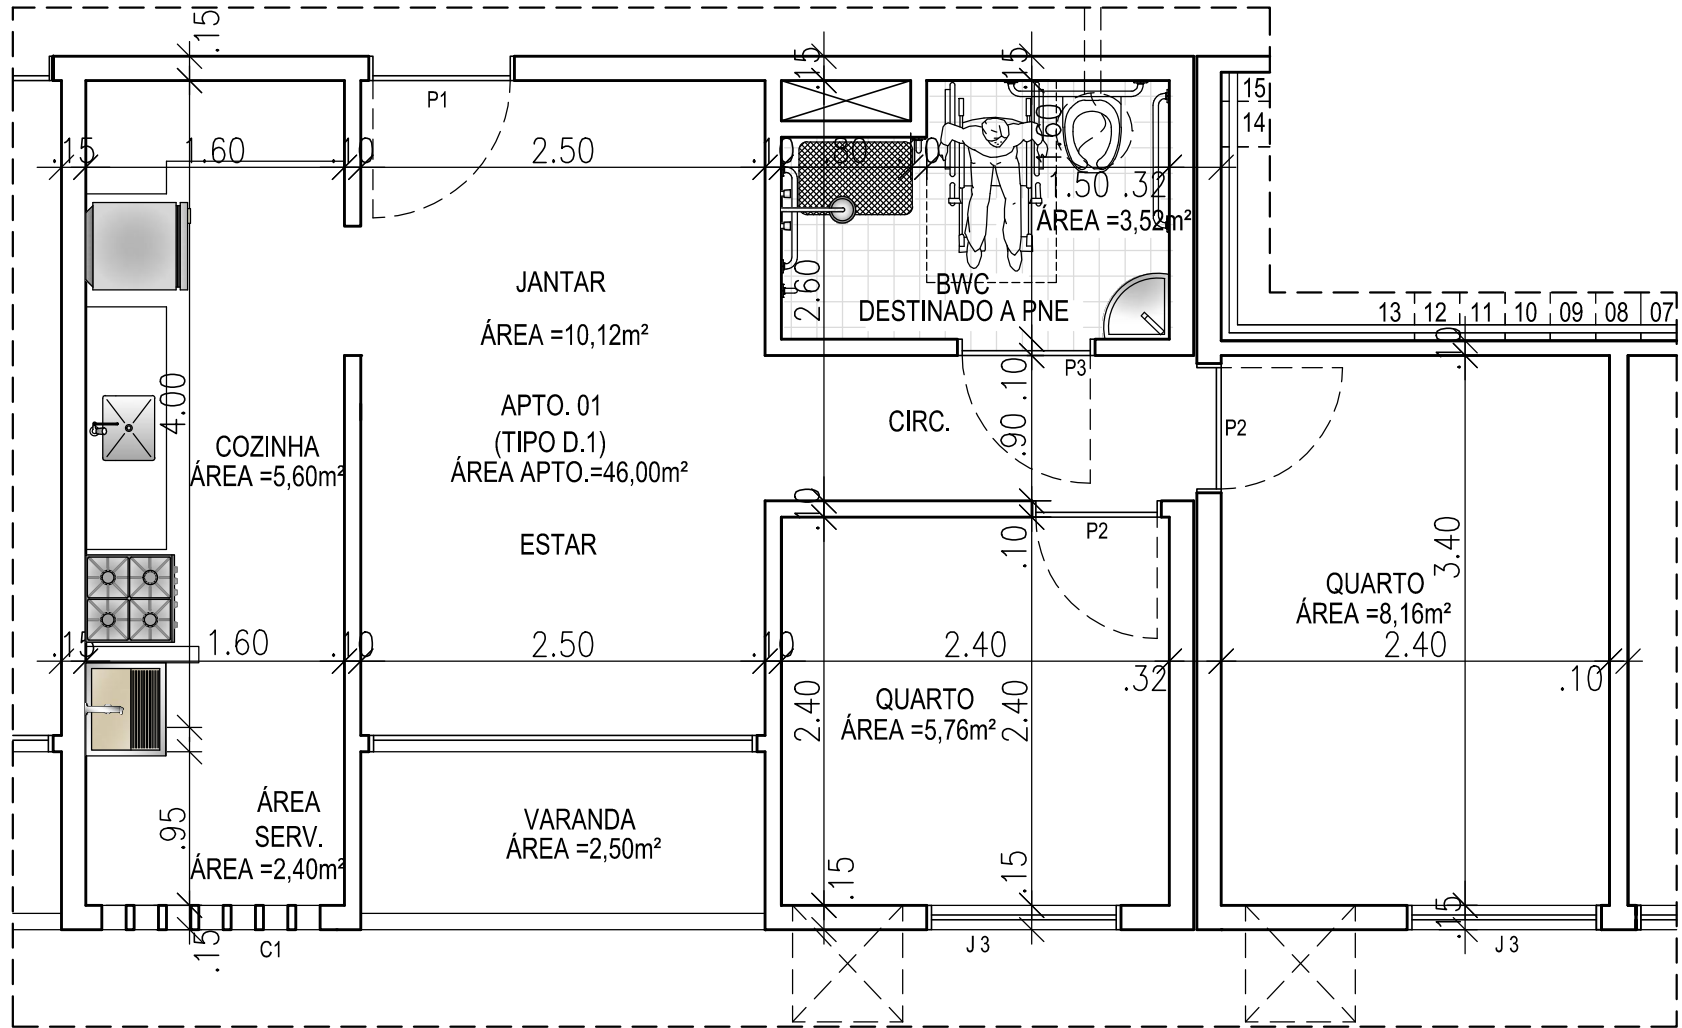 .15
.15
.15
P1
15
14
.15
1.60
.10
2.50
.10
.80
.10
1.60
1.50
.32
ÁREA =3,52m²
JANTAR
ÁREA =10,12m²
2.60
BWC
DESTINADO A PNE
13
12
11
10
09
08
07
.10
P3
.10
4.00
APTO. 01
(TIPO D.1)
ÁREA APTO.=46,00m²
CIRC.
.90
P2
COZINHA
ÁREA =5,60m²
.10
ESTAR
.10
P2
3.40
QUARTO
ÁREA =8,16m²
.15
1.60
.10
2.50
.10
2.40
.32
2.40
.10
2.40
QUARTO
ÁREA =5,76m²
2.40
ÁREA
SERV.
ÁREA =2,40m²
.95
VARANDA
ÁREA =2,50m²
.15
.15
.15
.15
C1
J 3
J 3